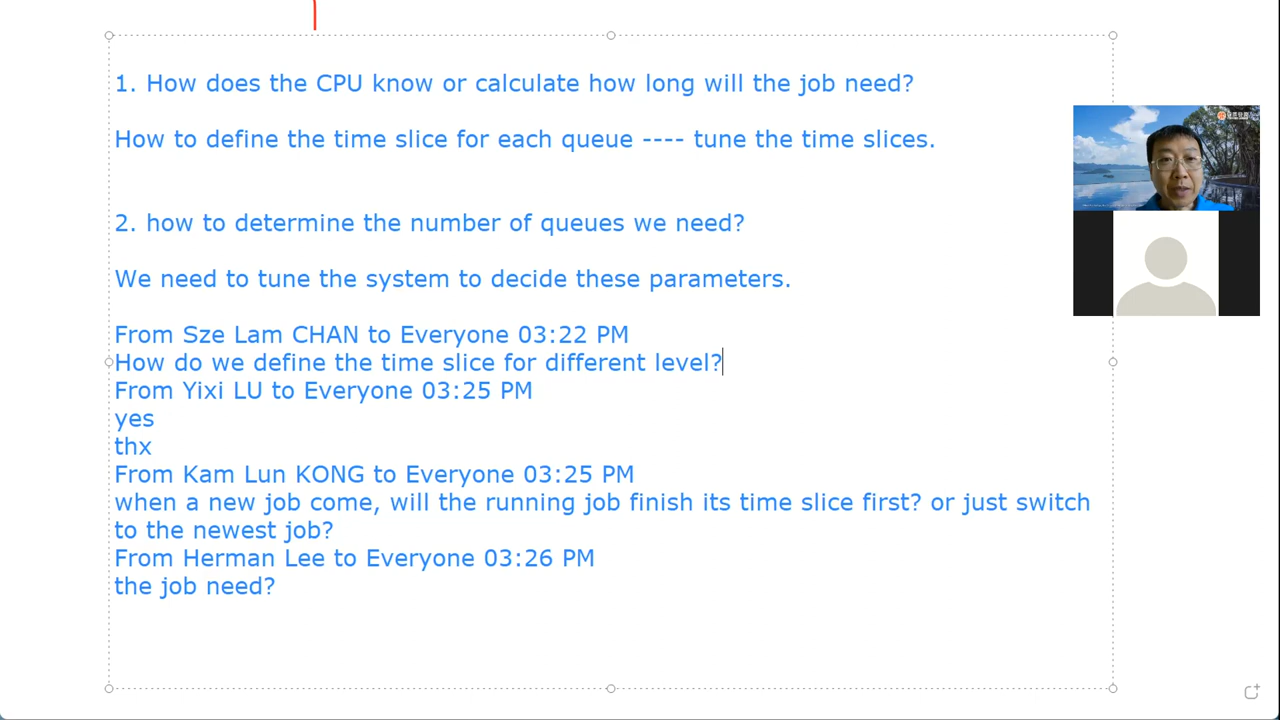 1. How does the CPU know or calculate how long will the job need?
How to define the time slice for each queue ---- tune the time slices.
2. how to determine the number of queues we need?
We need to tune the system to decide these parameters.
From Sze Lam CHAN to Everyone 03:22 PM
How do we define the time slice for different level?
From Yixi LU to Everyone 03:25 PM
yes
thx
From Kam Lun KONG to Everyone 03:25 PM
when a new job come, will the running job finish its time slice first? or just switch
to the newest job?
From Herman Lee to Everyone 03:26 PM
the job need?